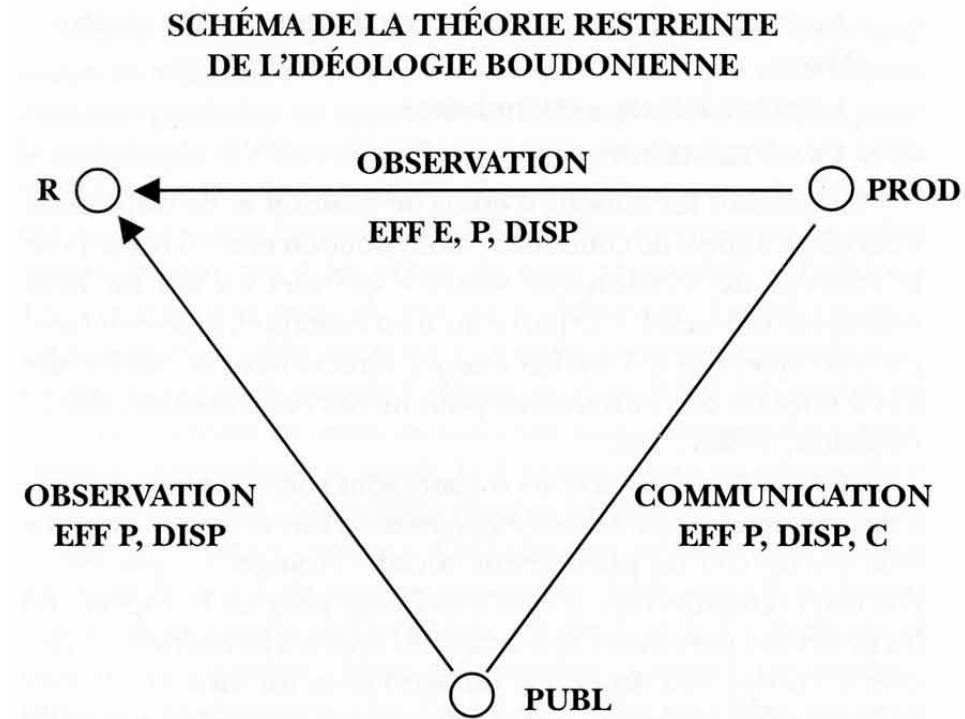 SCHÉMA DE LA THÉORIE RESTREINTE
DE L'IDÉOLOGIE BOUDONIENNE
OBSERVATION
R
PROD
EFF E, P, DISP
OBSERVATION
EFF P, DISP
COMMUNICATION
EFF P, DISP, C
PUBL